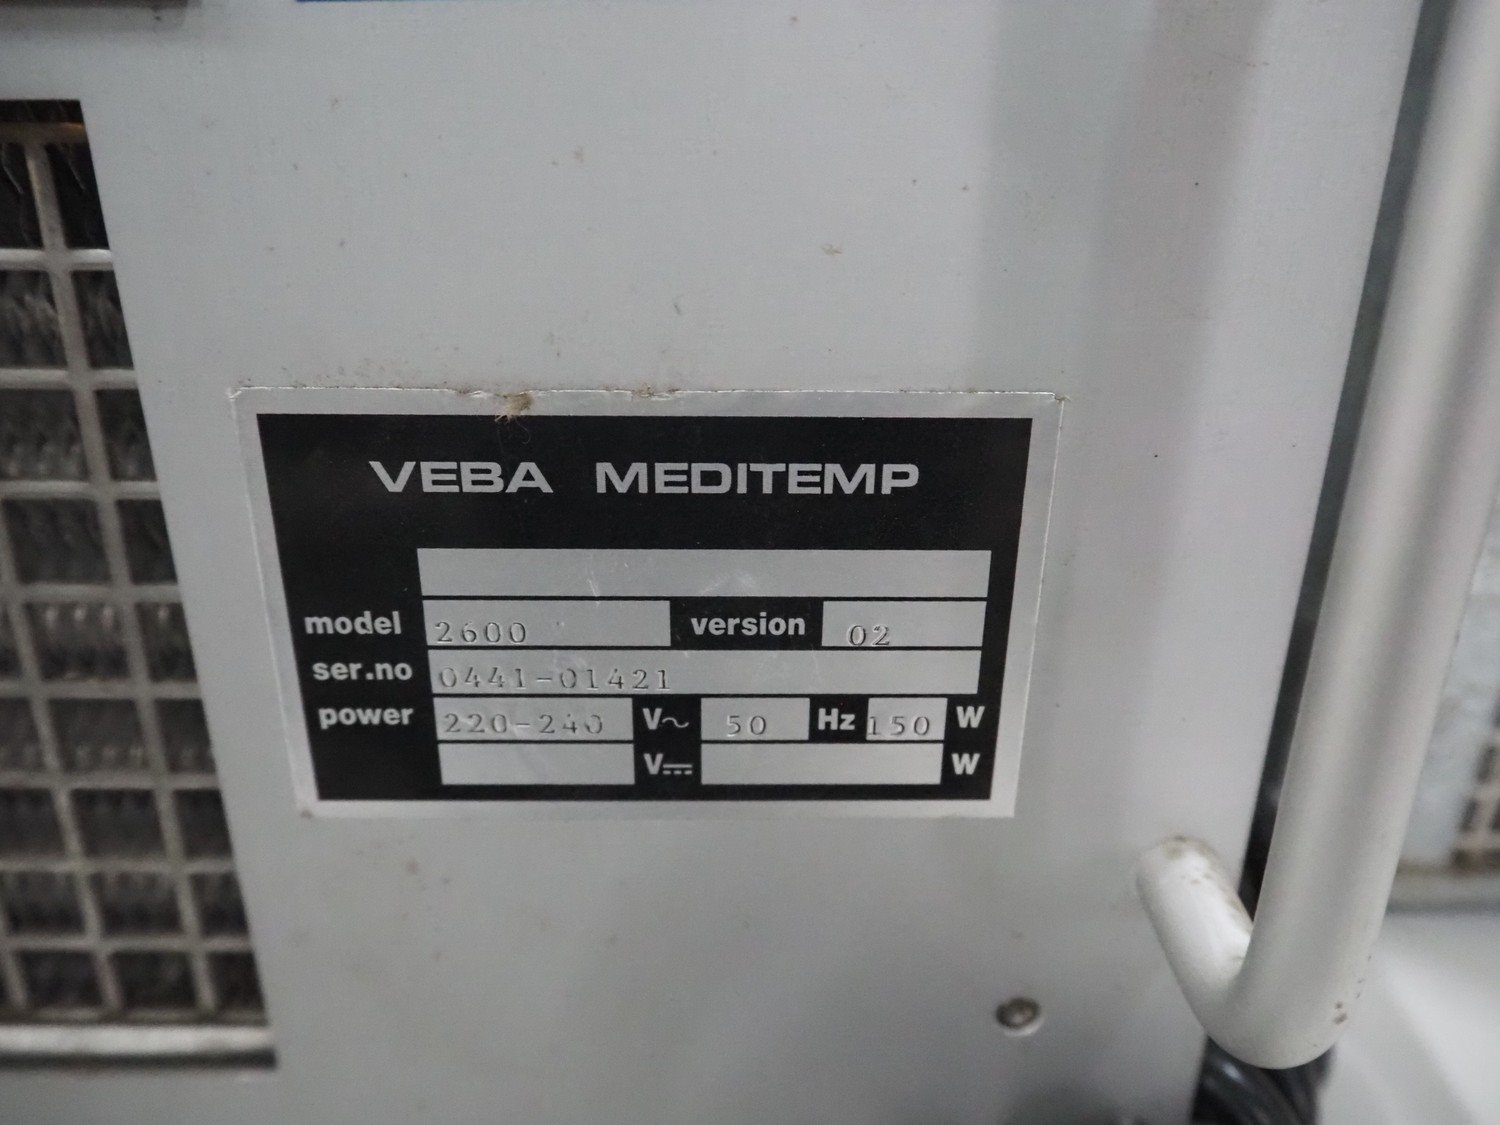 VEBA MEDITEMP
model 2600 version 02
ser.no 0441-01421
power 220-240 V~ 50 Hz 150 W
V⎓ W